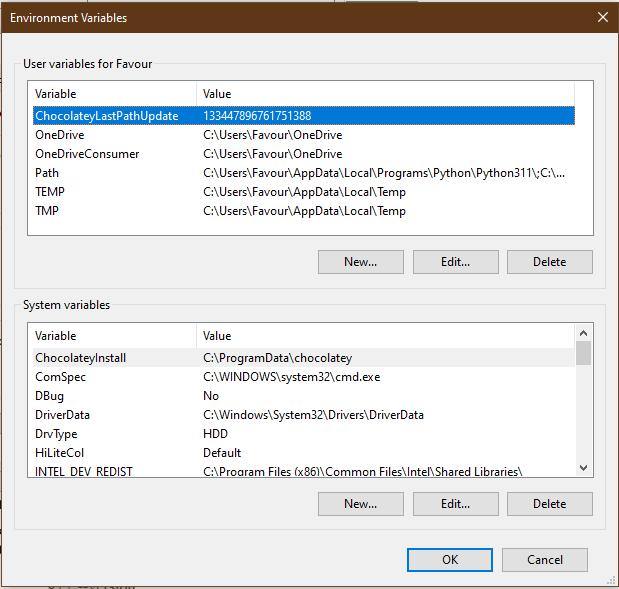 Environment Variables
User variables for Favour
Variable Value
ChocolateyLastPathUpdate 133447896761751388
OneDrive C:\Users\Favour\OneDrive
OneDriveConsumer C:\Users\Favour\OneDrive
Path C:\Users\Favour\AppData\Local\Programs\Python\Python311\;C:\...
TEMP C:\Users\Favour\AppData\Local\Temp
TMP C:\Users\Favour\AppData\Local\Temp
New... Edit... Delete
System variables
Variable Value
ChocolateyInstall C:\ProgramData\chocolatey
ComSpec C:\WINDOWS\system32\cmd.exe
DBug No
DriverData C:\Windows\System32\Drivers\DriverData
DrvType HDD
HiLiteCol Default
INTEL_DEV_REDIST C:\Program Files (x86)\Common Files\Intel\Shared Libraries\
New... Edit... Delete
OK Cancel